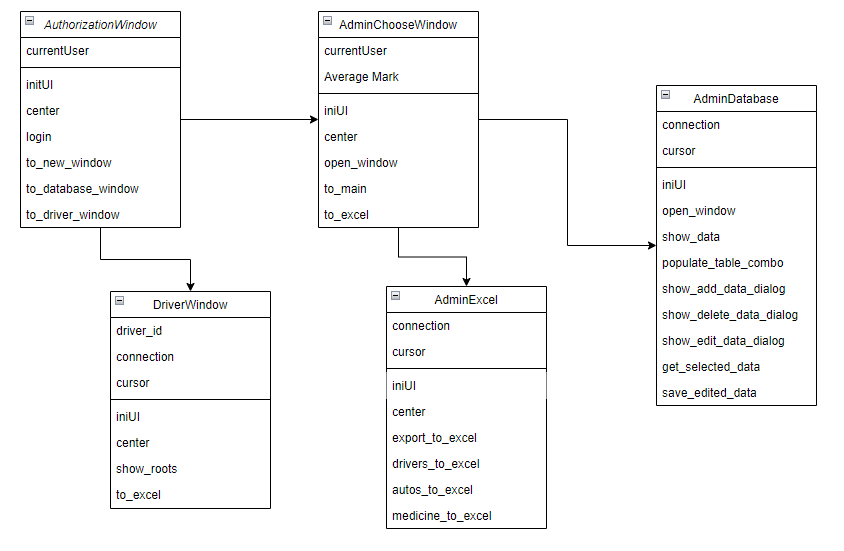 AuthorizationWindow
currentUser
initUI
center
login
to_new_window
to_database_window
to_driver_window
AdminChooseWindow
currentUser
Average Mark
iniUI
center
open_window
to_main
to_excel
AdminDatabase
connection
cursor
iniUI
open_window
show_data
populate_table_combo
show_add_data_dialog
show_delete_data_dialog
show_edit_data_dialog
get_selected_data
save_edited_data
DriverWindow
driver_id
connection
cursor
iniUI
center
show_roots
to_excel
AdminExcel
connection
cursor
iniUI
center
export_to_excel
drivers_to_excel
autos_to_excel
medicine_to_excel